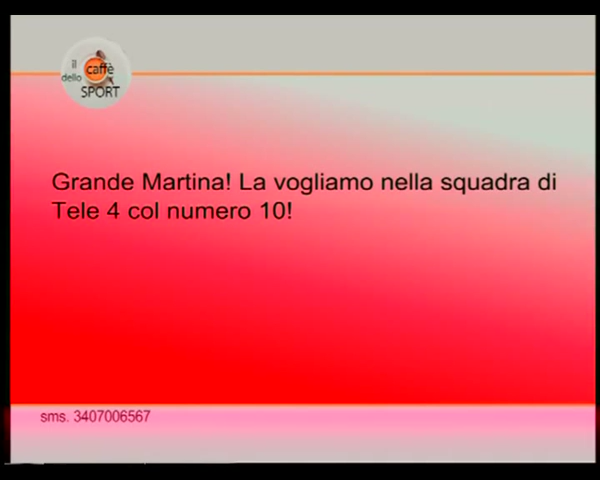 il caffè
dello
SPORT
Grande Martina! La vogliamo nella squadra di
Tele 4 col numero 10!
sms. 3407006567